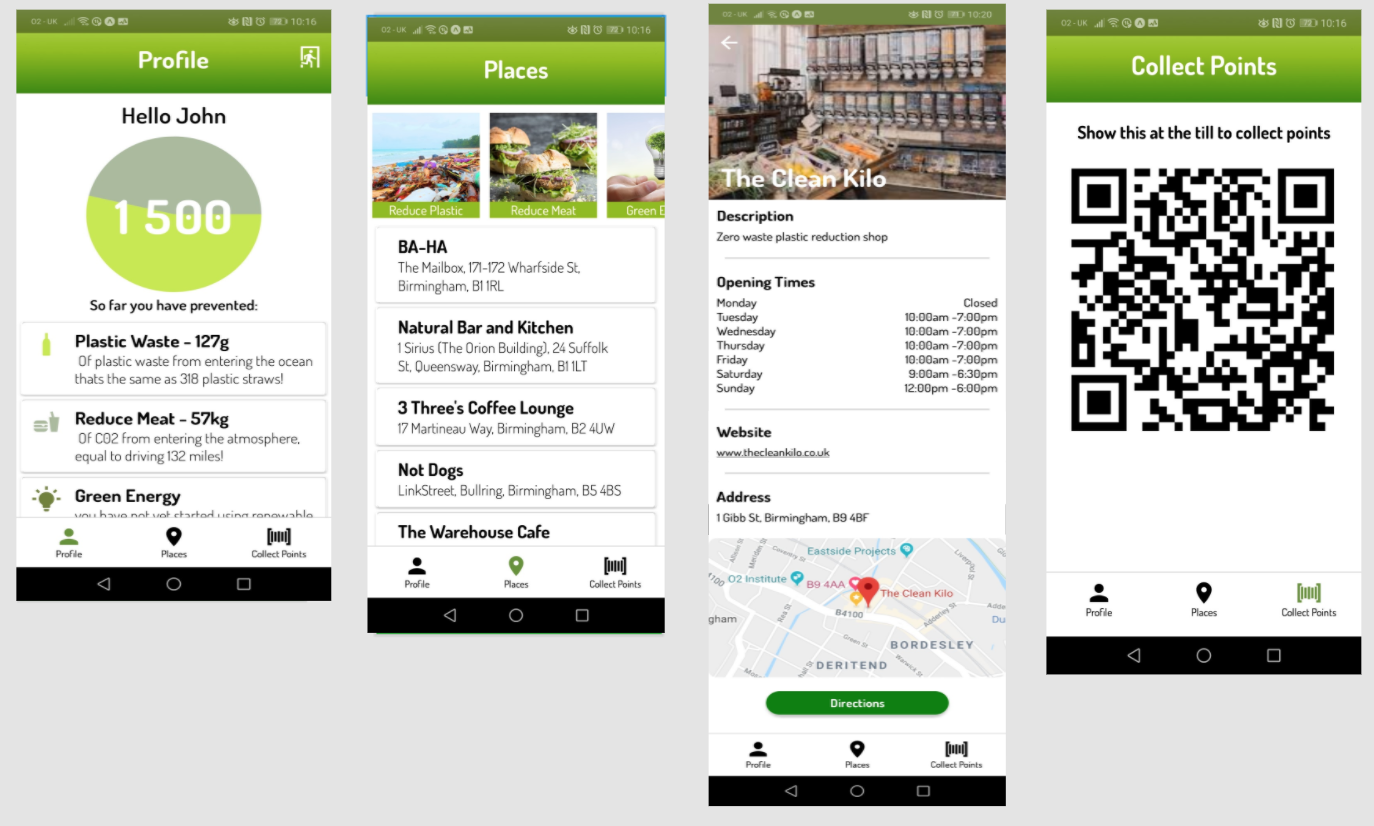 O2-UK 10:16
Profile
Hello John
1 500
So far you have prevented:
Plastic Waste - 127g
Of plastic waste from entering the ocean
thats the same as 318 plastic straws!
Reduce Meat - 57kg
Of CO2 from entering the atmosphere,
equal to driving 132 miles!
Green Energy
you have not yet started using renewable
Profile Places Collect Points
O2-UK 10:16
Places
Reduce Plastic Reduce Meat Green E
BA-HA
The Mailbox, 171-172 Wharfside St,
Birmingham, B1 1RL
Natural Bar and Kitchen
1 Sirius (The Orion Building), 24 Suffolk
St, Queensway, Birmingham, B1 1LT
3 Three's Coffee Lounge
17 Martineau Way, Birmingham, B2 4UW
Not Dogs
LinkStreet, Bullring, Birmingham, B5 4BS
The Warehouse Cafe
Profile Places Collect Points
O2-UK 10:20
The Clean Kilo
Description
Zero waste plastic reduction shop
Opening Times
Monday Closed
Tuesday 10:00am -7:00pm
Wednesday 10:00am -7:00pm
Thursday 10:00am -7:00pm
Friday 10:00am -7:00pm
Saturday 9:00am -6:30pm
Sunday 12:00pm -6:00pm
Website
www.thecleankilo.co.uk
Address
1 Gibb St, Birmingham, B9 4BF
Eastside Projects
Coventry St
O2 Institute
B9 4AA
The Clean Kilo
B4100
gham
Rea St
Adderley St
Green St
Warwick St
BORDESLEY
DERITEND
Directions
Profile Places Collect Points
O2-UK 10:16
Collect Points
Show this at the till to collect points
Profile Places Collect Points